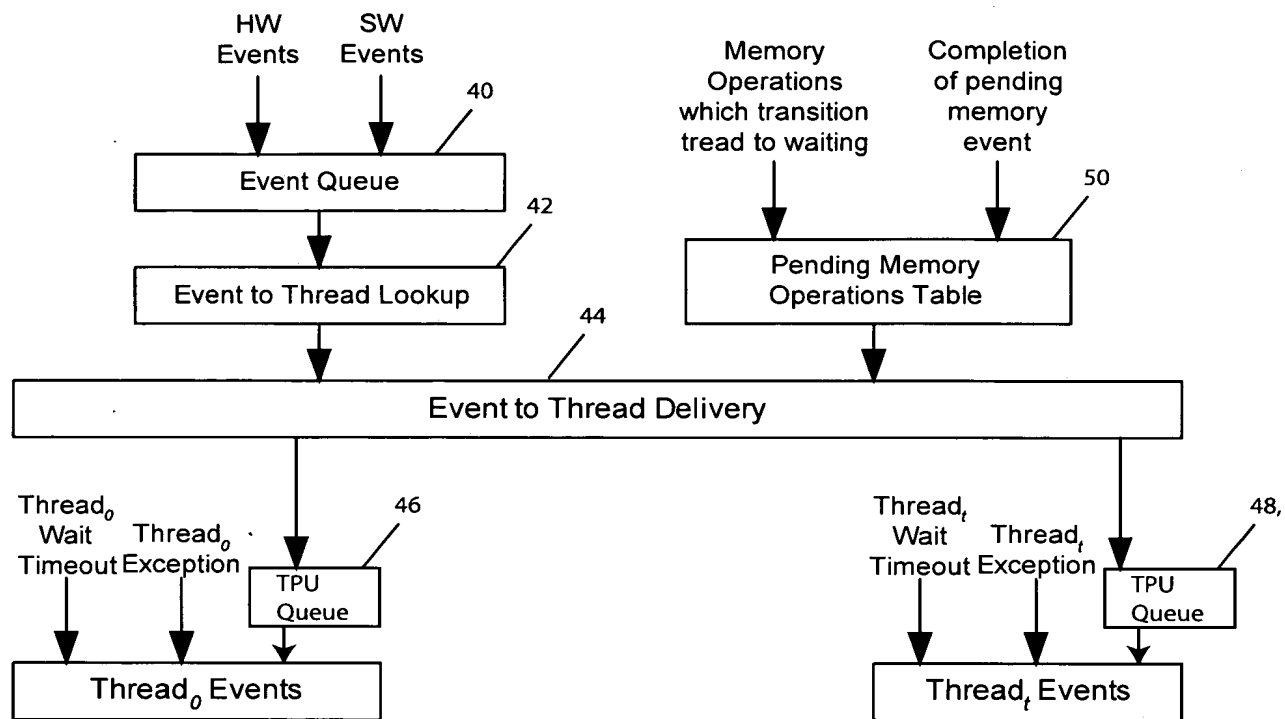 HW
Events
SW
Events
Memory
Operations
which transition
tread to waiting
Completion
of pending
memory
event
40
Event Queue
42
50
Event to Thread Lookup
Pending Memory
Operations Table
44
Event to Thread Delivery
Thread0
Wait
Timeout
Thread0
Exception
46
TPU
Queue
Thread0 Events
Threadt
Wait
Timeout
Threadt
Exception
48,
TPU
Queue
Threadt Events